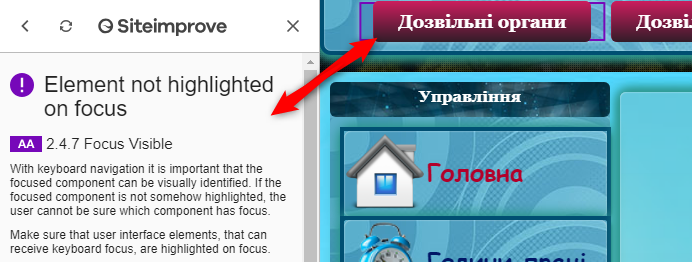 Siteimprove
Element not highlighted
on focus
AA 2.4.7 Focus Visible
With keyboard navigation it is important that the
focused component can be visually identified. If the
focused component is not somehow highlighted, the
user cannot be sure which component has focus.
Make sure that user interface elements, that can
receive keyboard focus, are highlighted on focus.
Дозвільні органи
Дозвіл
Управління
Головна